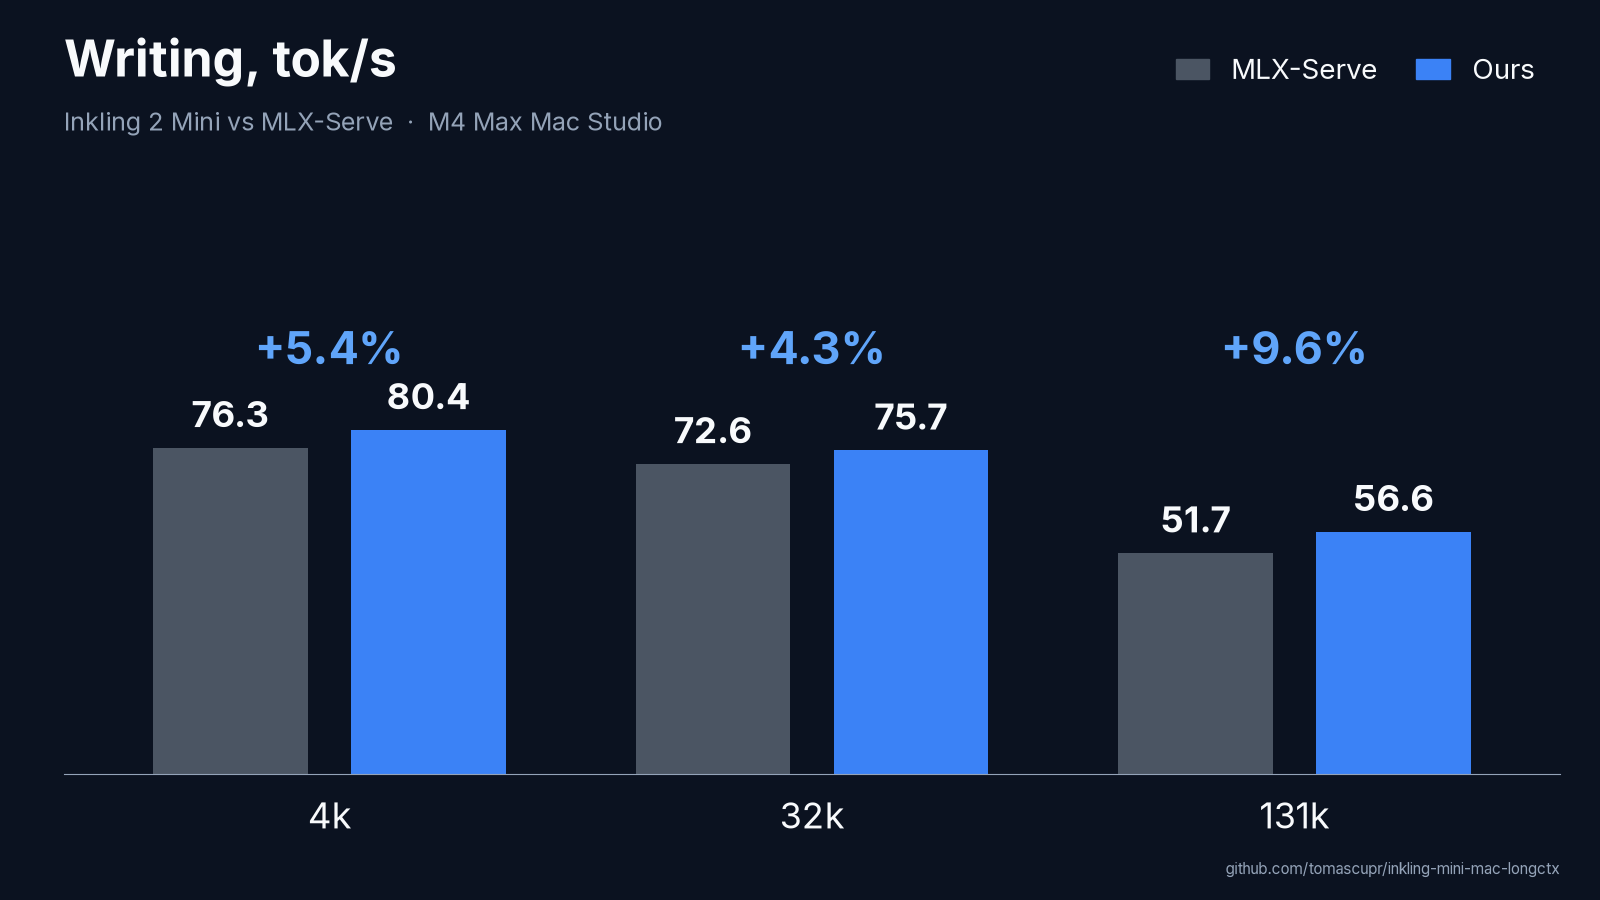 Writing, tok/s
MLX-Serve Ours
Inkling 2 Mini vs MLX-Serve · M4 Max Mac Studio
+5.4% +4.3% +9.6%
76.3 80.4 72.6 75.7 51.7 56.6
4k 32k 131k
github.com/tomascupr/inkling-mini-mac-longctx